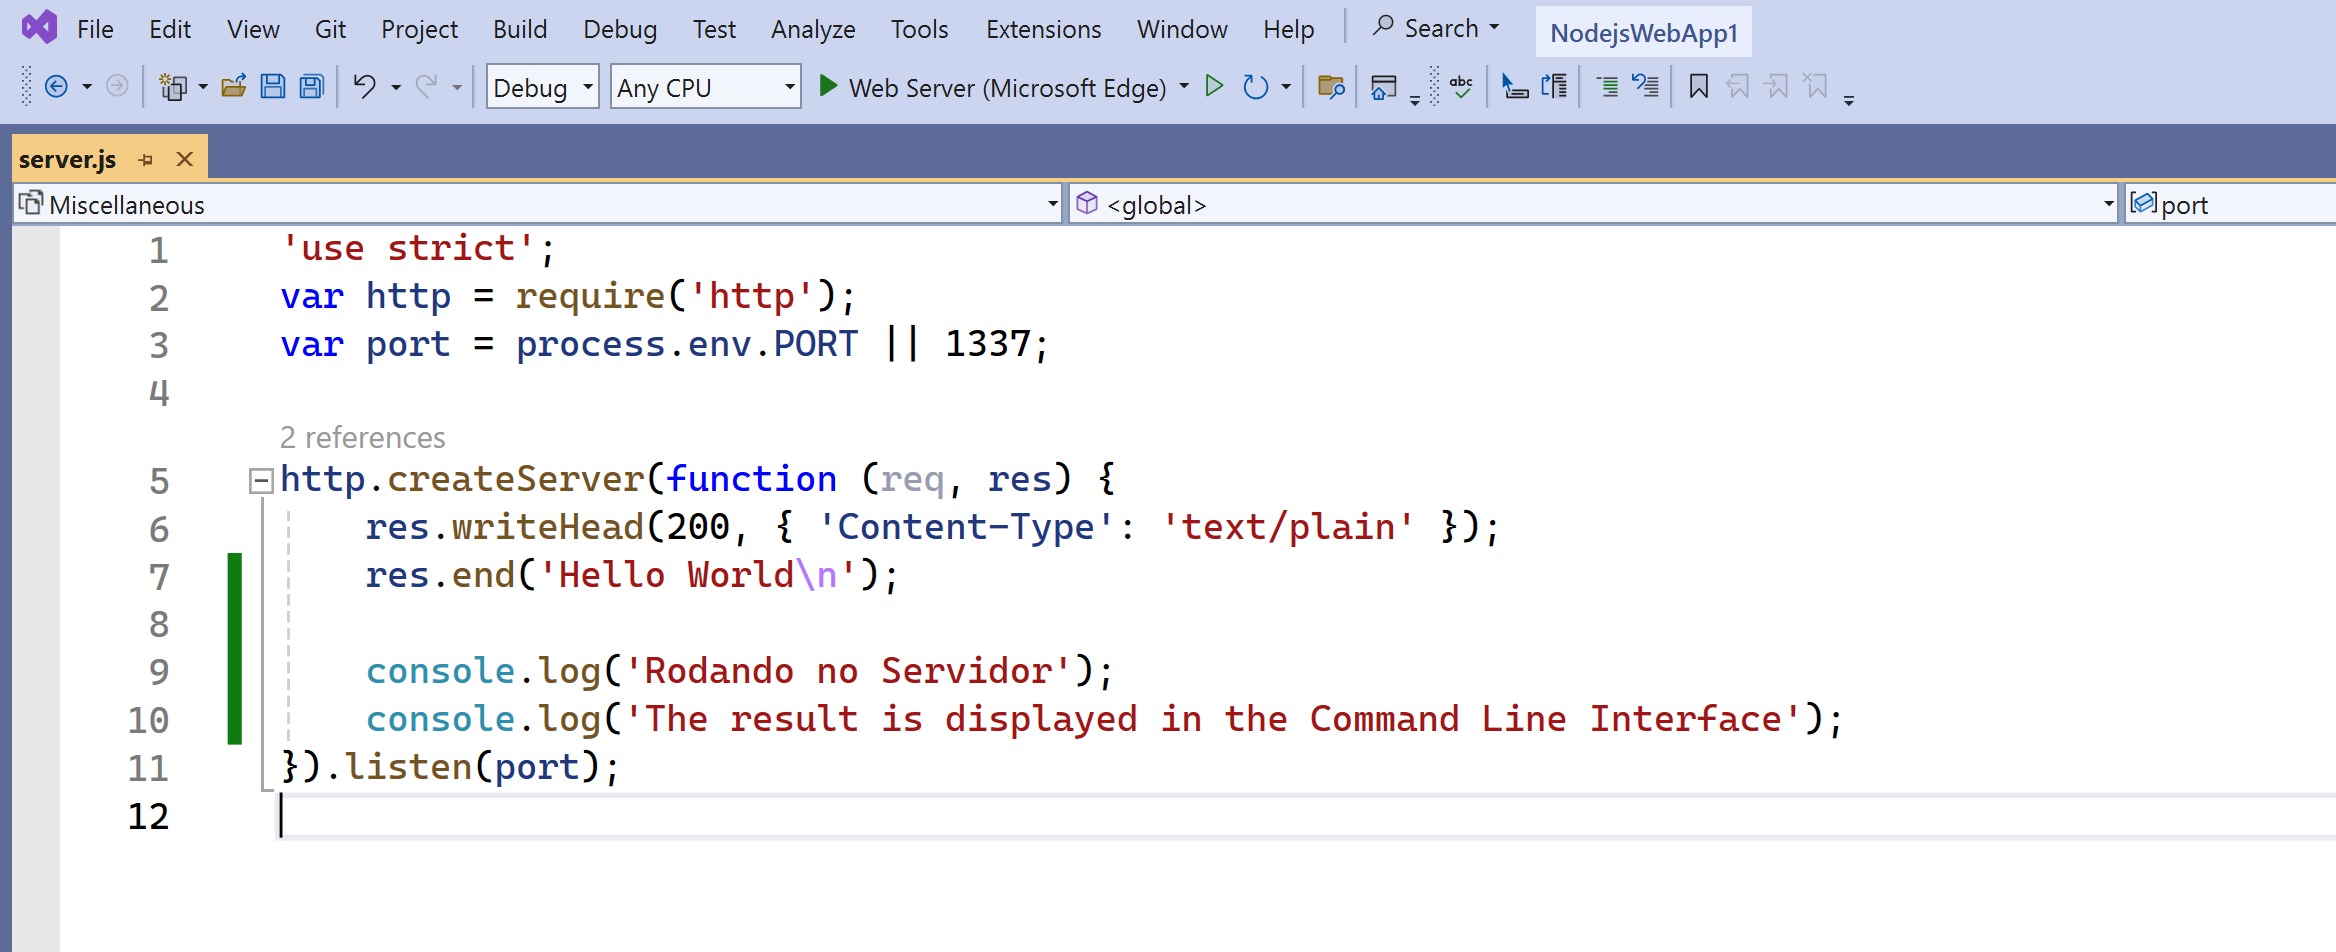 File Edit View Git Project Build Debug Test Analyze Tools Extensions Window Help Search NodejsWebApp1
Debug Any CPU Web Server (Microsoft Edge) abc
server.js
Miscellaneous <global> port
1 'use strict';
2 var http = require('http');
3 var port = process.env.PORT || 1337;
4
2 references
5 http.createServer(function (req, res) {
6 res.writeHead(200, { 'Content-Type': 'text/plain' });
7 res.end('Hello World\n');
8
9 console.log('Rodando no Servidor');
10 console.log('The result is displayed in the Command Line Interface');
11 }).listen(port);
12